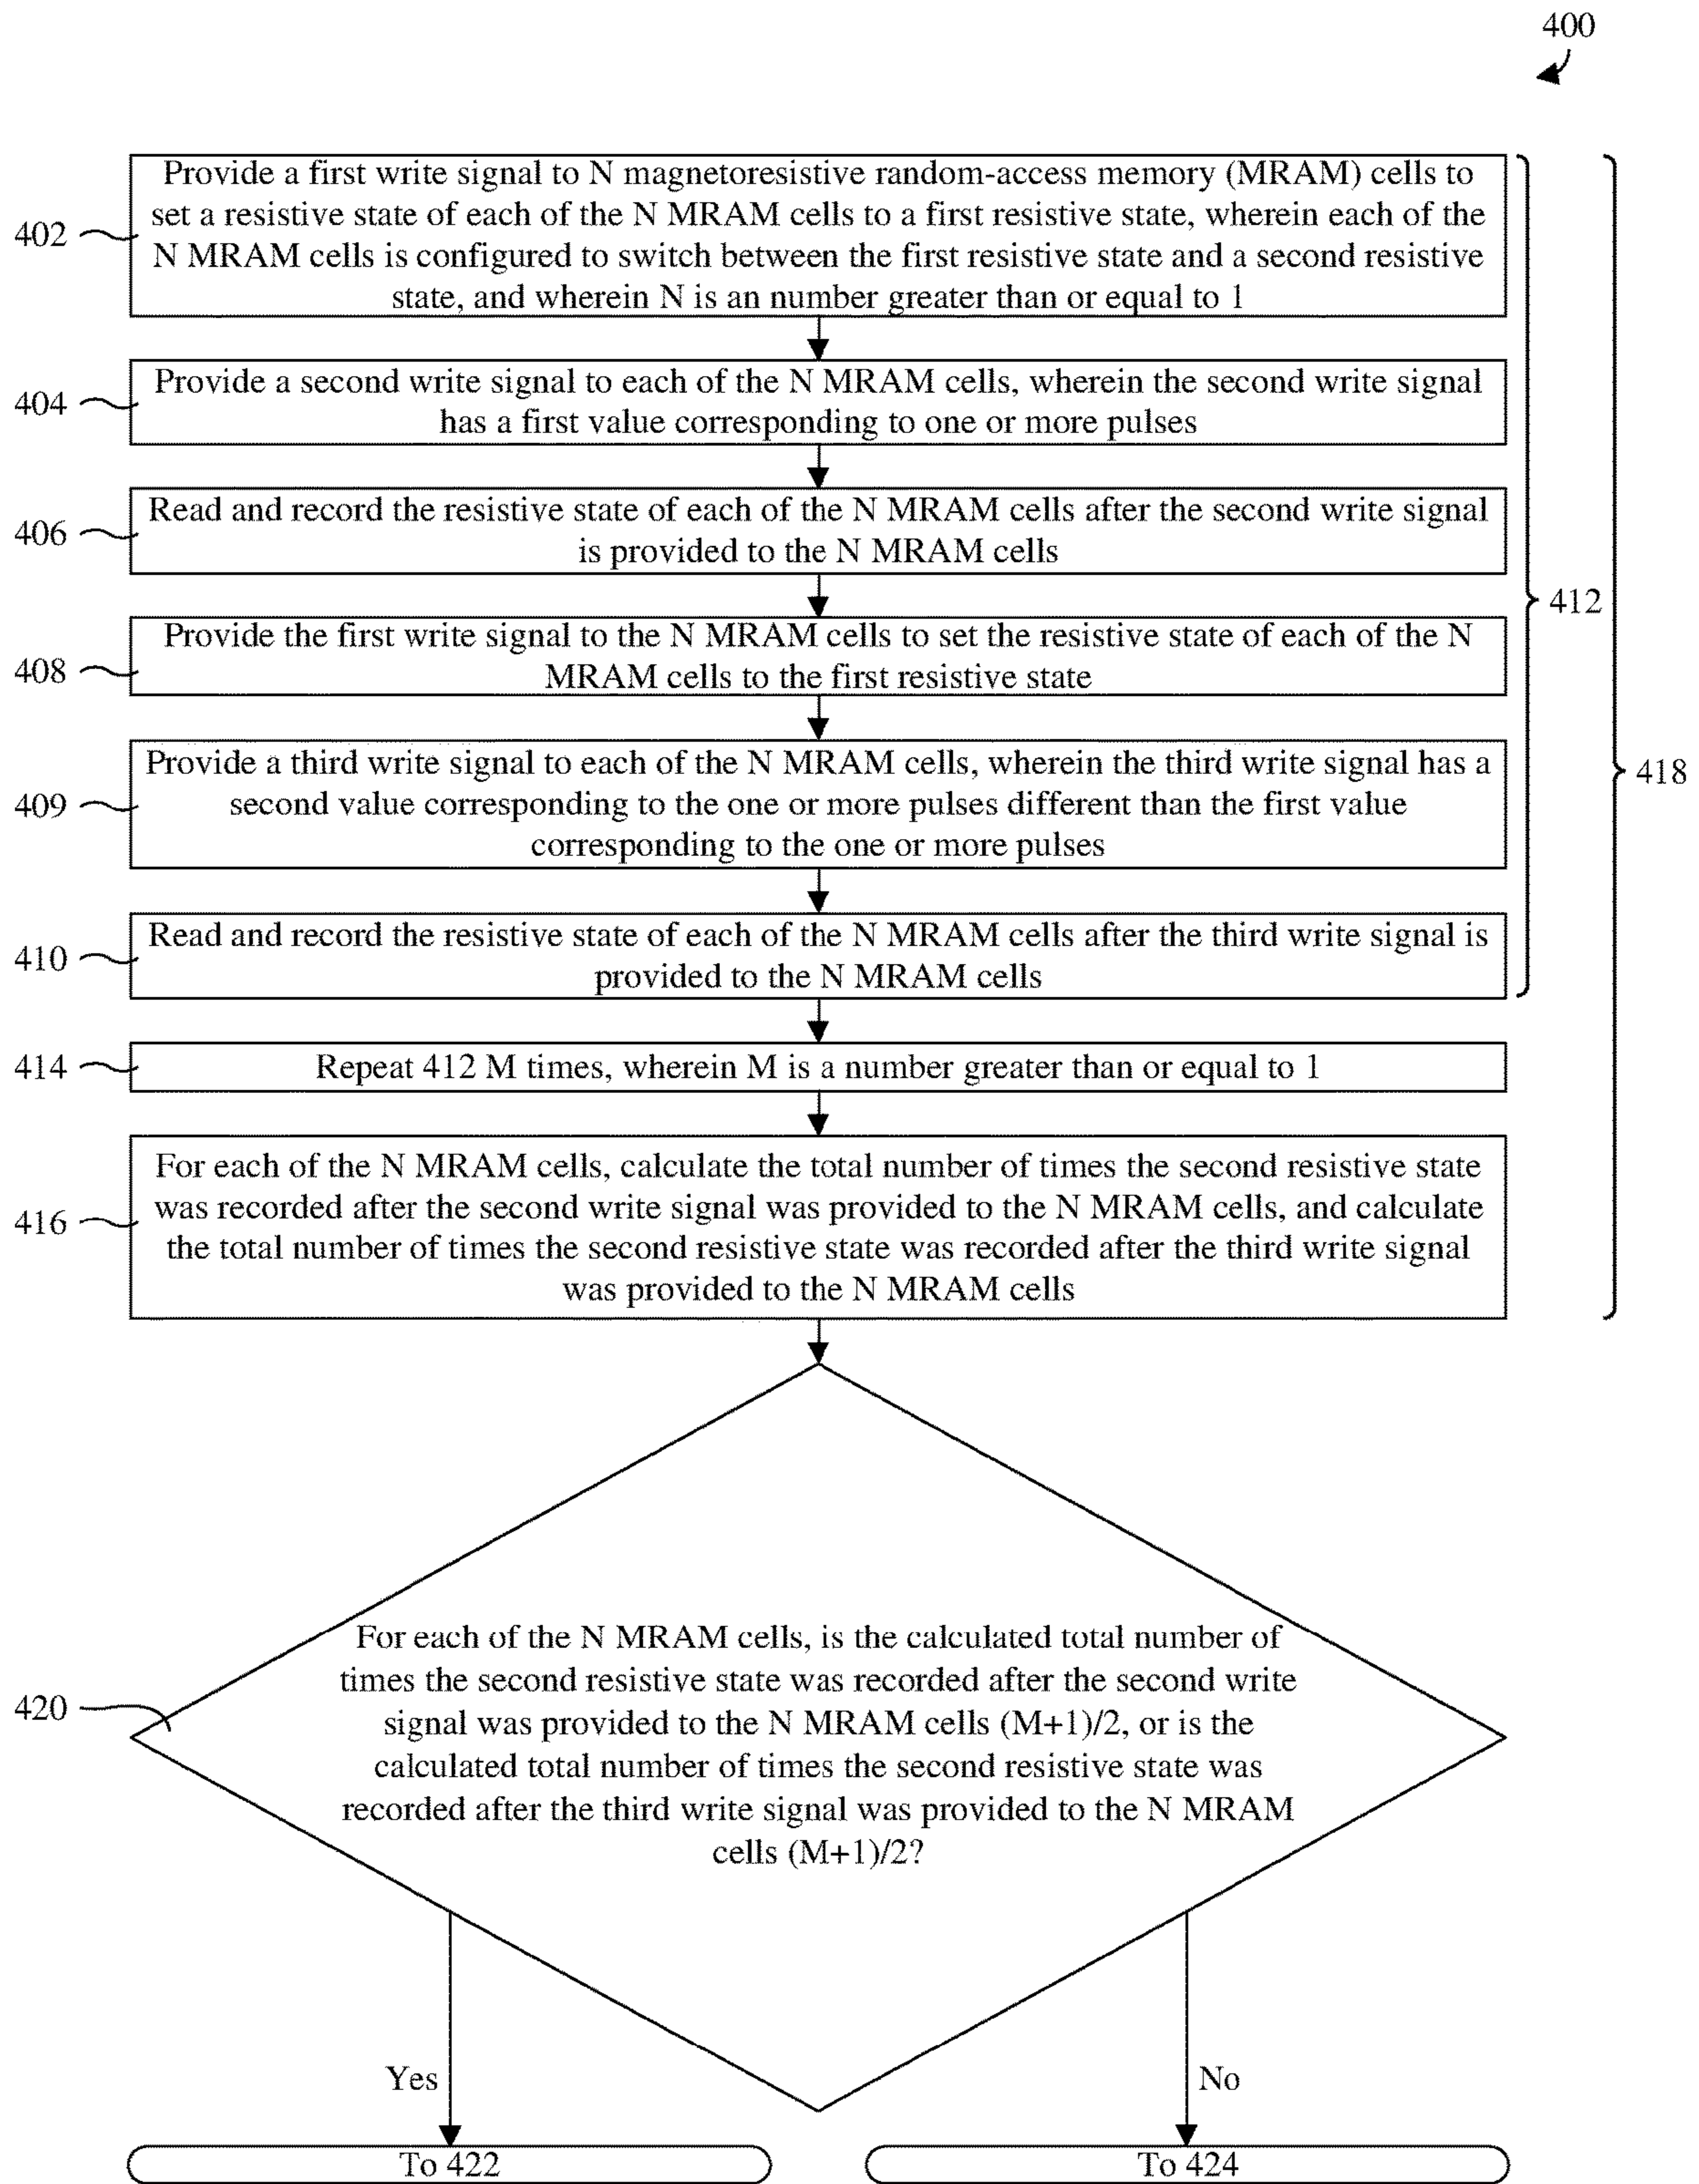 400
Provide a first write signal to N magnetoresistive random-access memory (MRAM) cells to
set a resistive state of each of the N MRAM cells to a first resistive state, wherein each of the
N MRAM cells is configured to switch between the first resistive state and a second resistive
state, and wherein N is an number greater than or equal to 1
402
Provide a second write signal to each of the N MRAM cells, wherein the second write signal
has a first value corresponding to one or more pulses
404
Read and record the resistive state of each of the N MRAM cells after the second write signal
is provided to the N MRAM cells
406
Provide the first write signal to the N MRAM cells to set the resistive state of each of the N
MRAM cells to the first resistive state
408
412
Provide a third write signal to each of the N MRAM cells, wherein the third write signal has a
second value corresponding to the one or more pulses different than the first value
corresponding to the one or more pulses
409
418
Read and record the resistive state of each of the N MRAM cells after the third write signal is
provided to the N MRAM cells
410
414
Repeat 412 M times, wherein M is a number greater than or equal to 1
For each of the N MRAM cells, calculate the total number of times the second resistive state
was recorded after the second write signal was provided to the N MRAM cells, and calculate
the total number of times the second resistive state was recorded after the third write signal
was provided to the N MRAM cells
416
For each of the N MRAM cells, is the calculated total number of
times the second resistive state was recorded after the second write
signal was provided to the N MRAM cells (M+1)/2, or is the
calculated total number of times the second resistive state was
recorded after the third write signal was provided to the N MRAM
cells (M+1)/2?
420
Yes
No
To 422
To 424